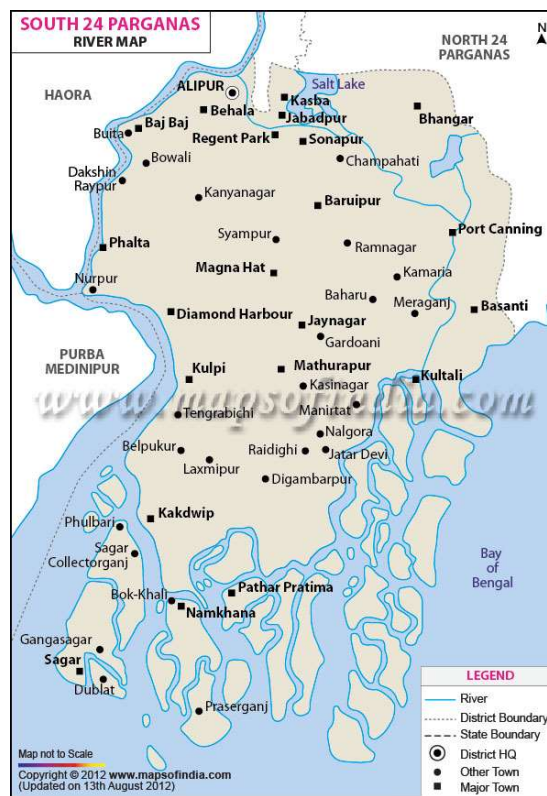 SOUTH 24 PARGANAS
RIVER MAP
NORTH 24
PARGANAS
N
HAORA
ALIPUR
Salt Lake
Kasba
Behala
Jabadpur
Bhangar
Buita
Baj Baj
Regent Park
Sonapur
Bowali
Champahati
Dakshin
Raypur
Kanyanagar
Baruipur
Syampur
Ramnagar
Port Canning
Phalta
Magna Hat
Kamaria
Nurpur
Baharu
Meraganj
Basanti
Diamond Harbour
Jaynagar
Gardoani
PURBA
MEDINIPUR
Kulpi
Mathurapur
Kultali
Kasinagar
www.mapsofindia.com
Tengrabichi
Manirtat
Nalgora
Belpukur
Raidighi
Jatar Devi
Laxmipur
Digambarpur
Kakdwip
Phulbari
Sagar
Collectorganj
Bay
of
Bengal
Bok-Khali
Pathar Pratima
Namkhana
Gangasagar
Sagar
Dublat
Praserganj
LEGEND
River
District Boundary
State Boundary
District HQ
Other Town
Major Town
Map not to Scale
Copyright © 2012 www.mapsofindia.com
(Updated on 13th August 2012)